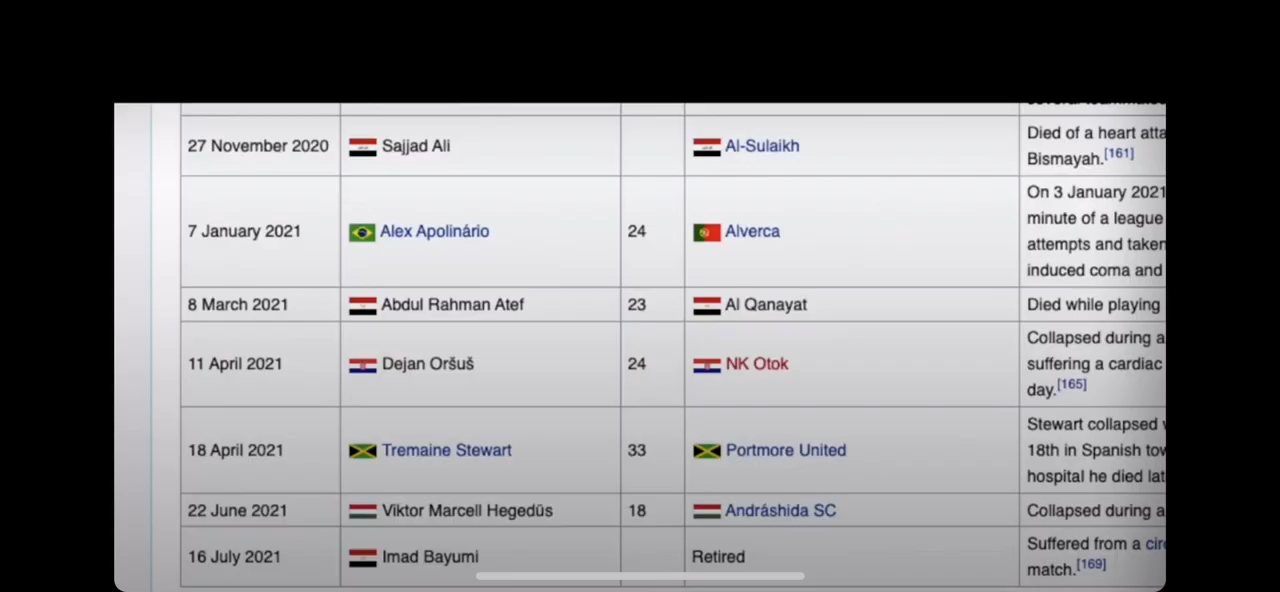 27 November 2020 Sajjad Ali Al-Sulaikh Died of a heart atta
Bismayah.[161]
7 January 2021 Alex Apolinário 24 Alverca On 3 January 2021
minute of a league
attempts and taken
induced coma and
8 March 2021 Abdul Rahman Atef 23 Al Qanayat Died while playing
11 April 2021 Dejan Oršuš 24 NK Otok Collapsed during a
suffering a cardiac
day.[165]
18 April 2021 Tremaine Stewart 33 Portmore United Stewart collapsed
18th in Spanish tow
hospital he died lat
22 June 2021 Viktor Marcell Hegedüs 18 Andráshida SC Collapsed during a
16 July 2021 Imad Bayumi Retired Suffered from a circ
match.[169]